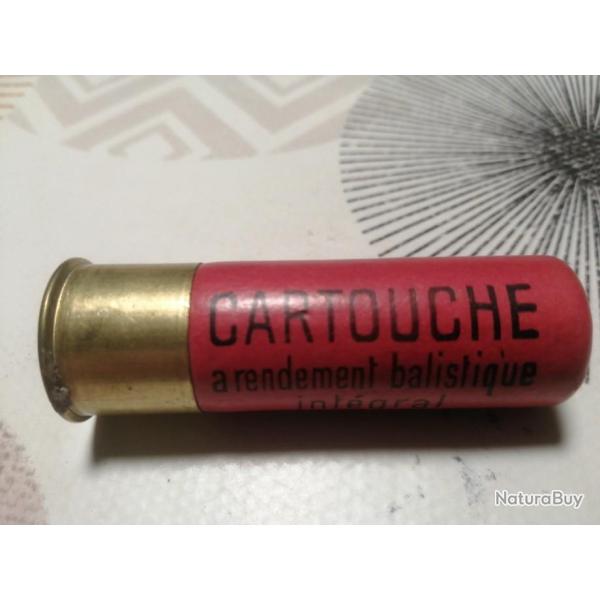 CARTOUCHE
a rendement balistique
intégral
NaturaBuy